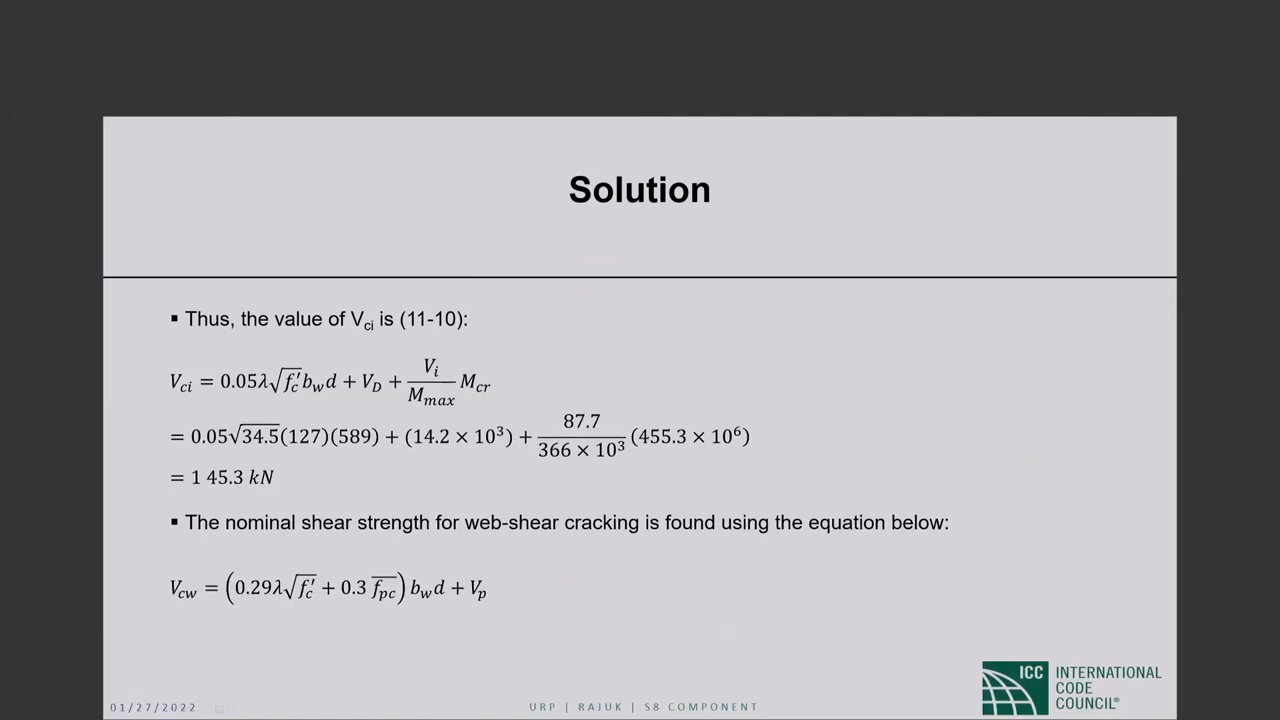 Solution
▪ Thus, the value of V_ci is (11-10):
V_ci = 0.05λ√f′_c b_w d + V_D + V_i / M_max M_cr
= 0.05√34.5(127)(589) + (14.2 × 10³) + 87.7 / 366 × 10³ (455.3 × 10⁶)
= 1 45.3 kN
▪ The nominal shear strength for web-shear cracking is found using the equation below:
V_cw = (0.29λ√f′_c + 0.3 f̅_pc) b_w d + V_p
ICC INTERNATIONAL
CODE
COUNCIL®
01/27/2022
URP | RAJUK | S8 COMPONENT